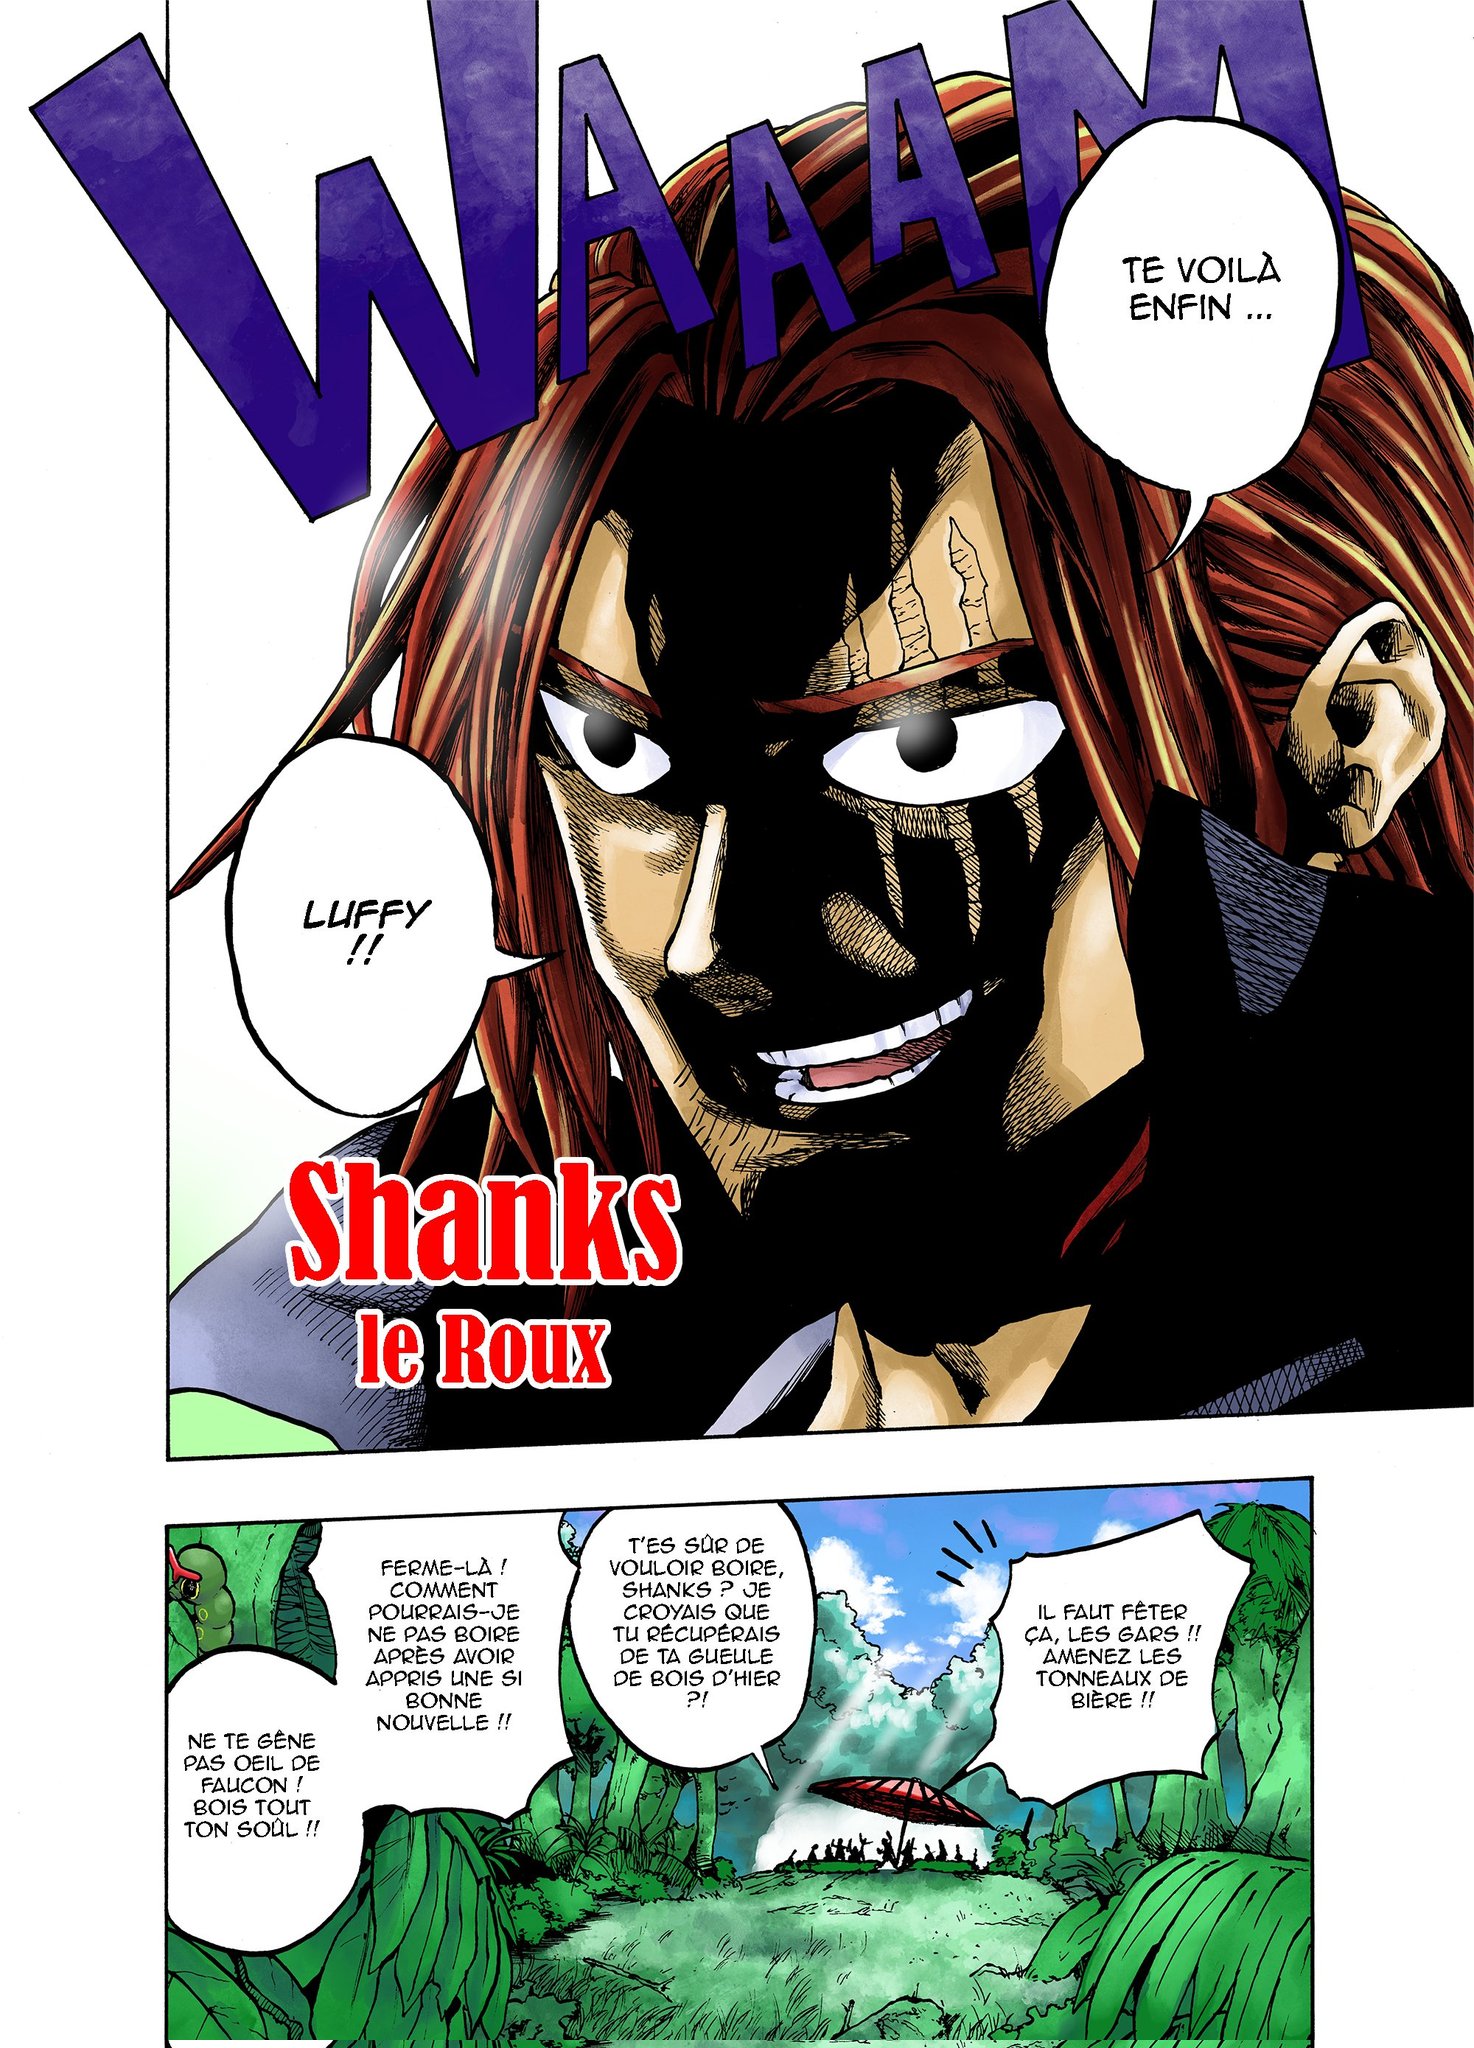 WAAAM
TE VOILÀ
ENFIN ...
LUFFY
!!
Shanks
le Roux
IL FAUT FÊTER
ÇA, LES GARS !!
AMENEZ LES
TONNEAUX DE
BIÈRE !!
T'ES SÛR DE
VOULOIR BOIRE,
SHANKS ? JE
CROYAIS QUE
TU RÉCUPÉRAIS
DE TA GUEULE
DE BOIS D'HIER
?!
FERME-LÀ !
COMMENT
POURRAIS-JE
NE PAS BOIRE
APRÈS AVOIR
APPRIS UNE SI
BONNE
NOUVELLE !!
NE TE GÊNE
PAS OEIL DE
FAUCON !
BOIS TOUT
TON SOÛL !!